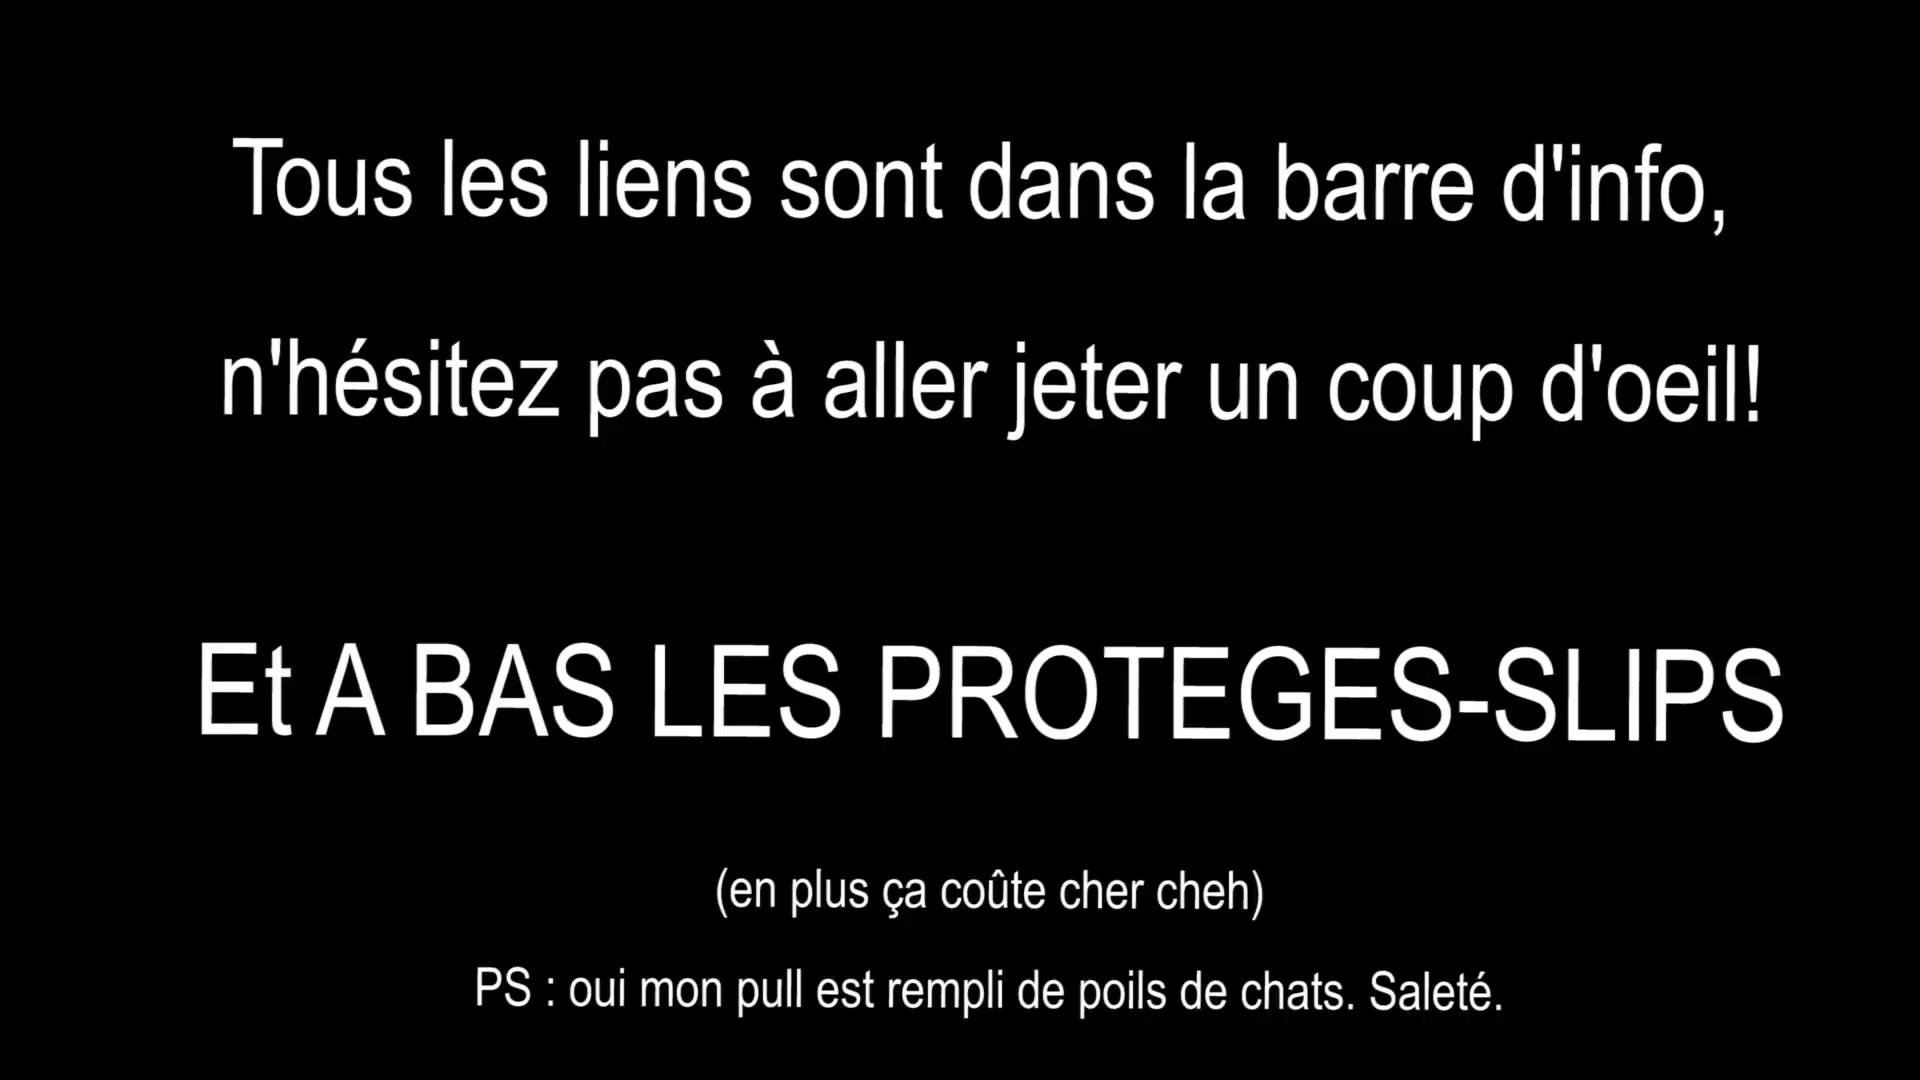 Tous les liens sont dans la barre d'info,
n'hésitez pas à aller jeter un coup d'oeil!
Et A BAS LES PROTEGES-SLIPS
(en plus ça coûte cher cheh)
PS : oui mon pull est rempli de poils de chats. Saleté.